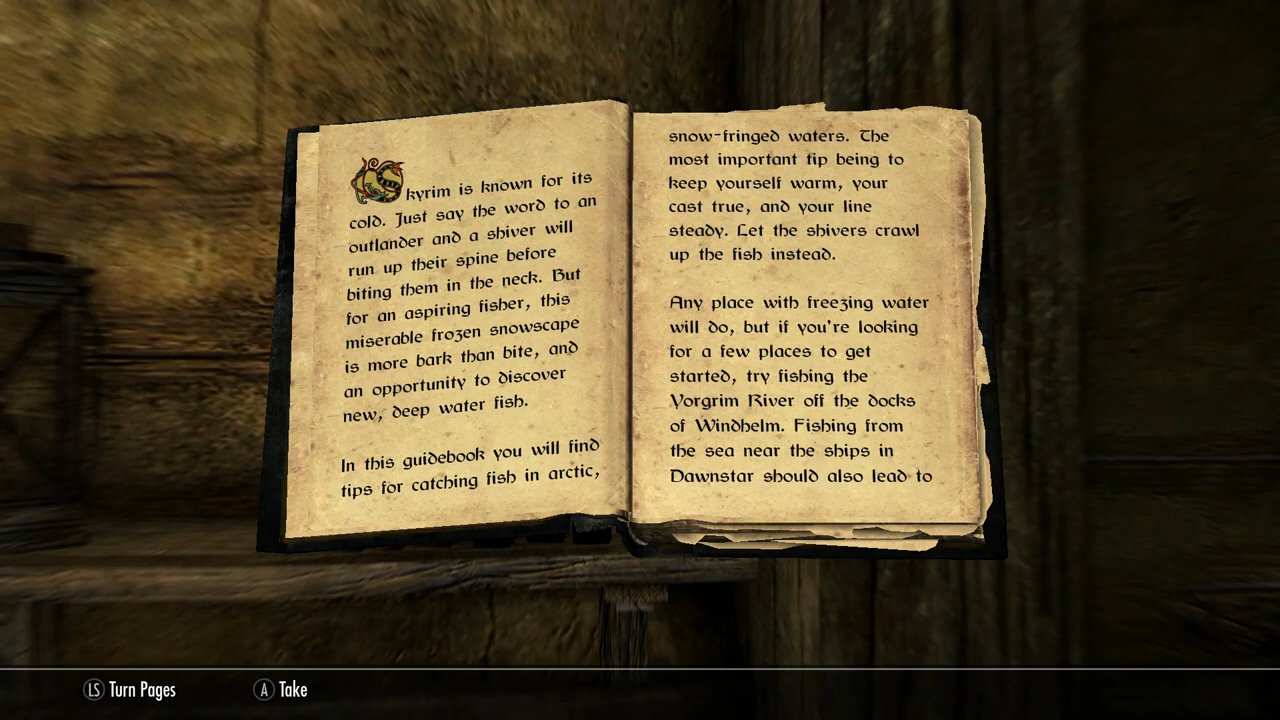 Skyrim is known for its
cold. Just say the word to an
outlander and a shiver will
run up their spine before
biting them in the neck. But
for an aspiring fisher, this
miserable frozen snowscape
is more bark than bite, and
an opportunity to discover
new, deep water fish.
In this guidebook you will find
tips for catching fish in arctic,
snow-fringed waters. The
most important tip being to
keep yourself warm, your
cast true, and your line
steady. Let the shivers crawl
up the fish instead.
Any place with freezing water
will do, but if you're looking
for a few places to get
started, try fishing the
Yorgrim River off the docks
of Windhelm. Fishing from
the sea near the ships in
Dawnstar should also lead to
LS Turn Pages
A Take